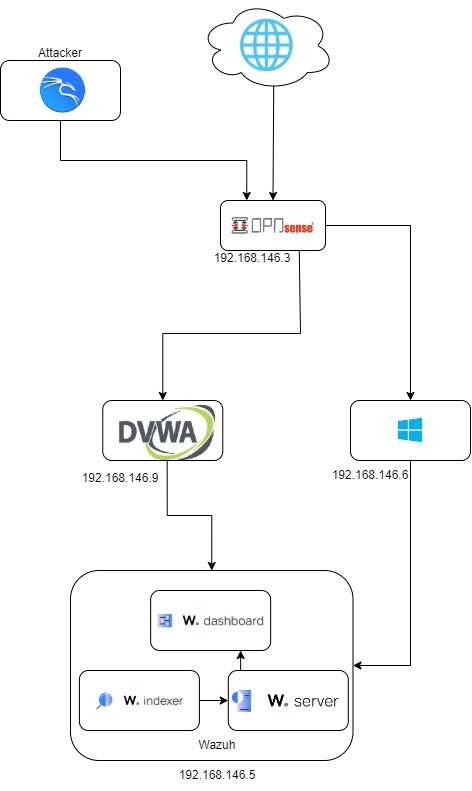 Attacker
OPNsense
192.168.146.3
DVWA
192.168.146.9
192.168.146.6
W. dashboard
W. indexer
W. server
Wazuh
192.168.146.5